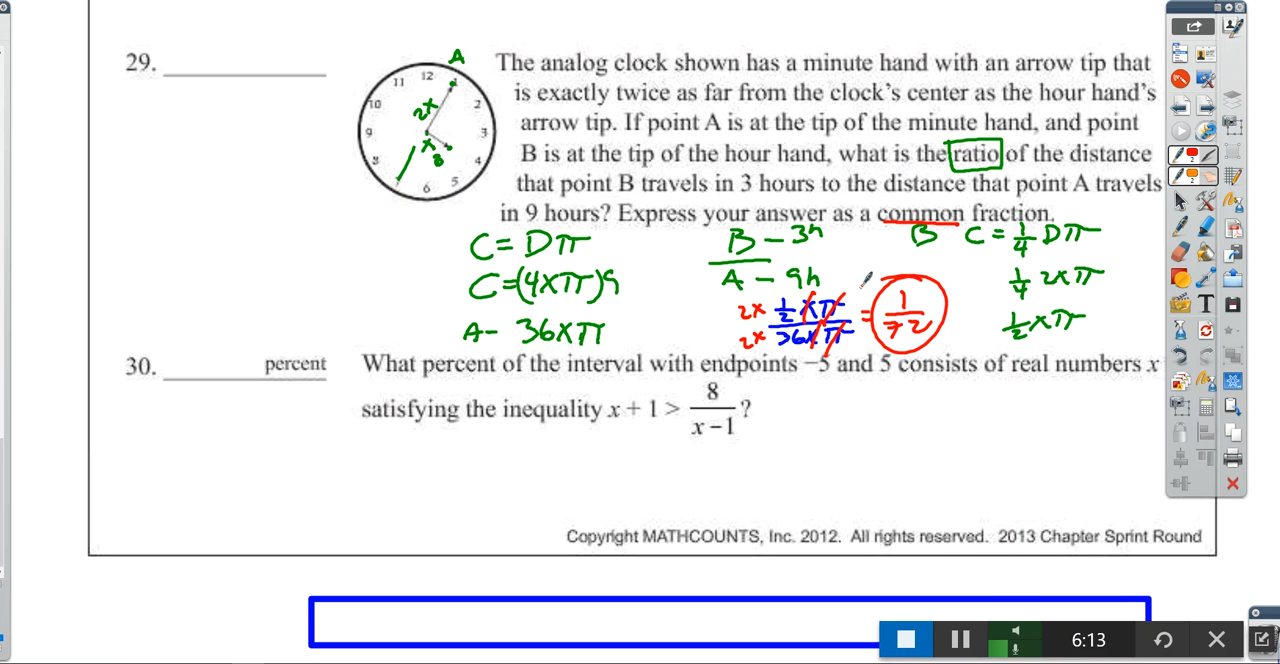 29.
A
12
11
1
10
2
2x
9
3
x
B
4
5
6
The analog clock shown has a minute hand with an arrow tip that
is exactly twice as far from the clock's center as the hour hand's
arrow tip. If point A is at the tip of the minute hand, and point
B is at the tip of the hour hand, what is the ratio of the distance
that point B travels in 3 hours to the distance that point A travels
in 9 hours? Express your answer as a common fraction.
C = Dπ
C = (4xπ)9
A - 36xπ
B - 3h
A - 9h
2x 1/2 xπ
2x 36xπ
= 1/72
B C = 1/4 Dπ
1/4 2xπ
1/2 xπ
30. percent
What percent of the interval with endpoints −5 and 5 consists of real numbers x
satisfying the inequality x + 1 > 8/(x − 1)?
Copyright MATHCOUNTS, Inc. 2012. All rights reserved. 2013 Chapter Sprint Round
T
6:13